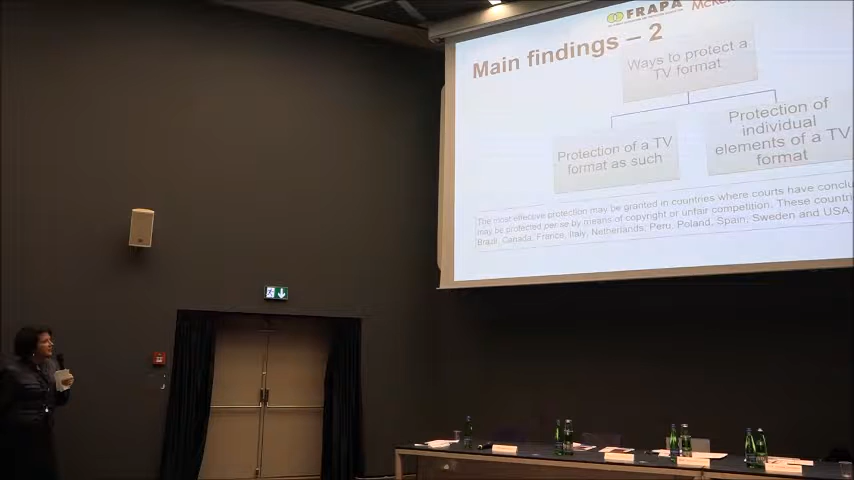 FRAPA
McKe
Main findings – 2
Ways to protect a
TV format
Protection of a TV
format as such
Protection of
individual
elements of a TV
format
The most effective protection may be granted in countries where courts have conclu
may be protected per se by means of copyright or unfair competition. These countri
Brazil, Canada, France, Italy, Netherlands, Peru, Poland, Spain, Sweden and USA.